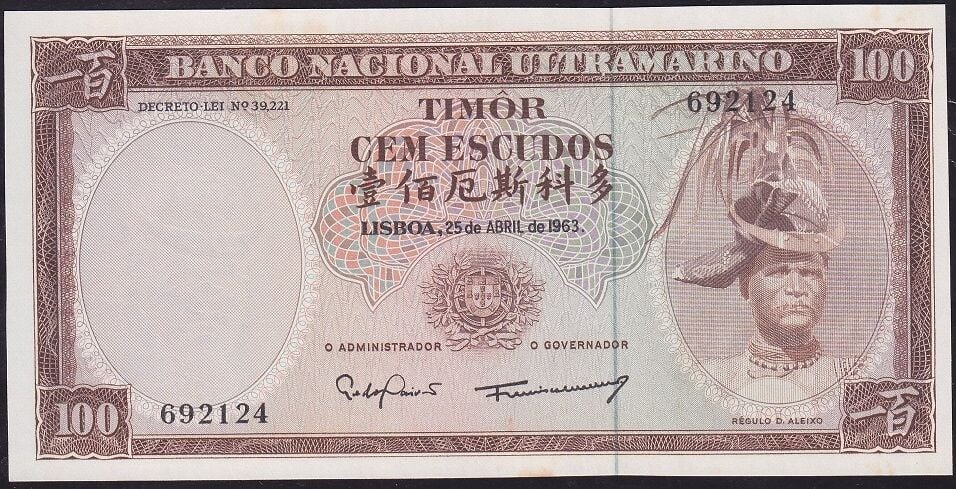 一百
BANCO NACIONAL ULTRAMARINO
100
DECRETO-LEI Nº 39,221
TIMÔR
692124
CEM ESCUDOS
壹佰厄斯科多
LISBOA, 25 de ABRIL de 1963.
O ADMINISTRADOR
O GOVERNADOR
100
692124
RÉGULO D. ALEIXO
一百